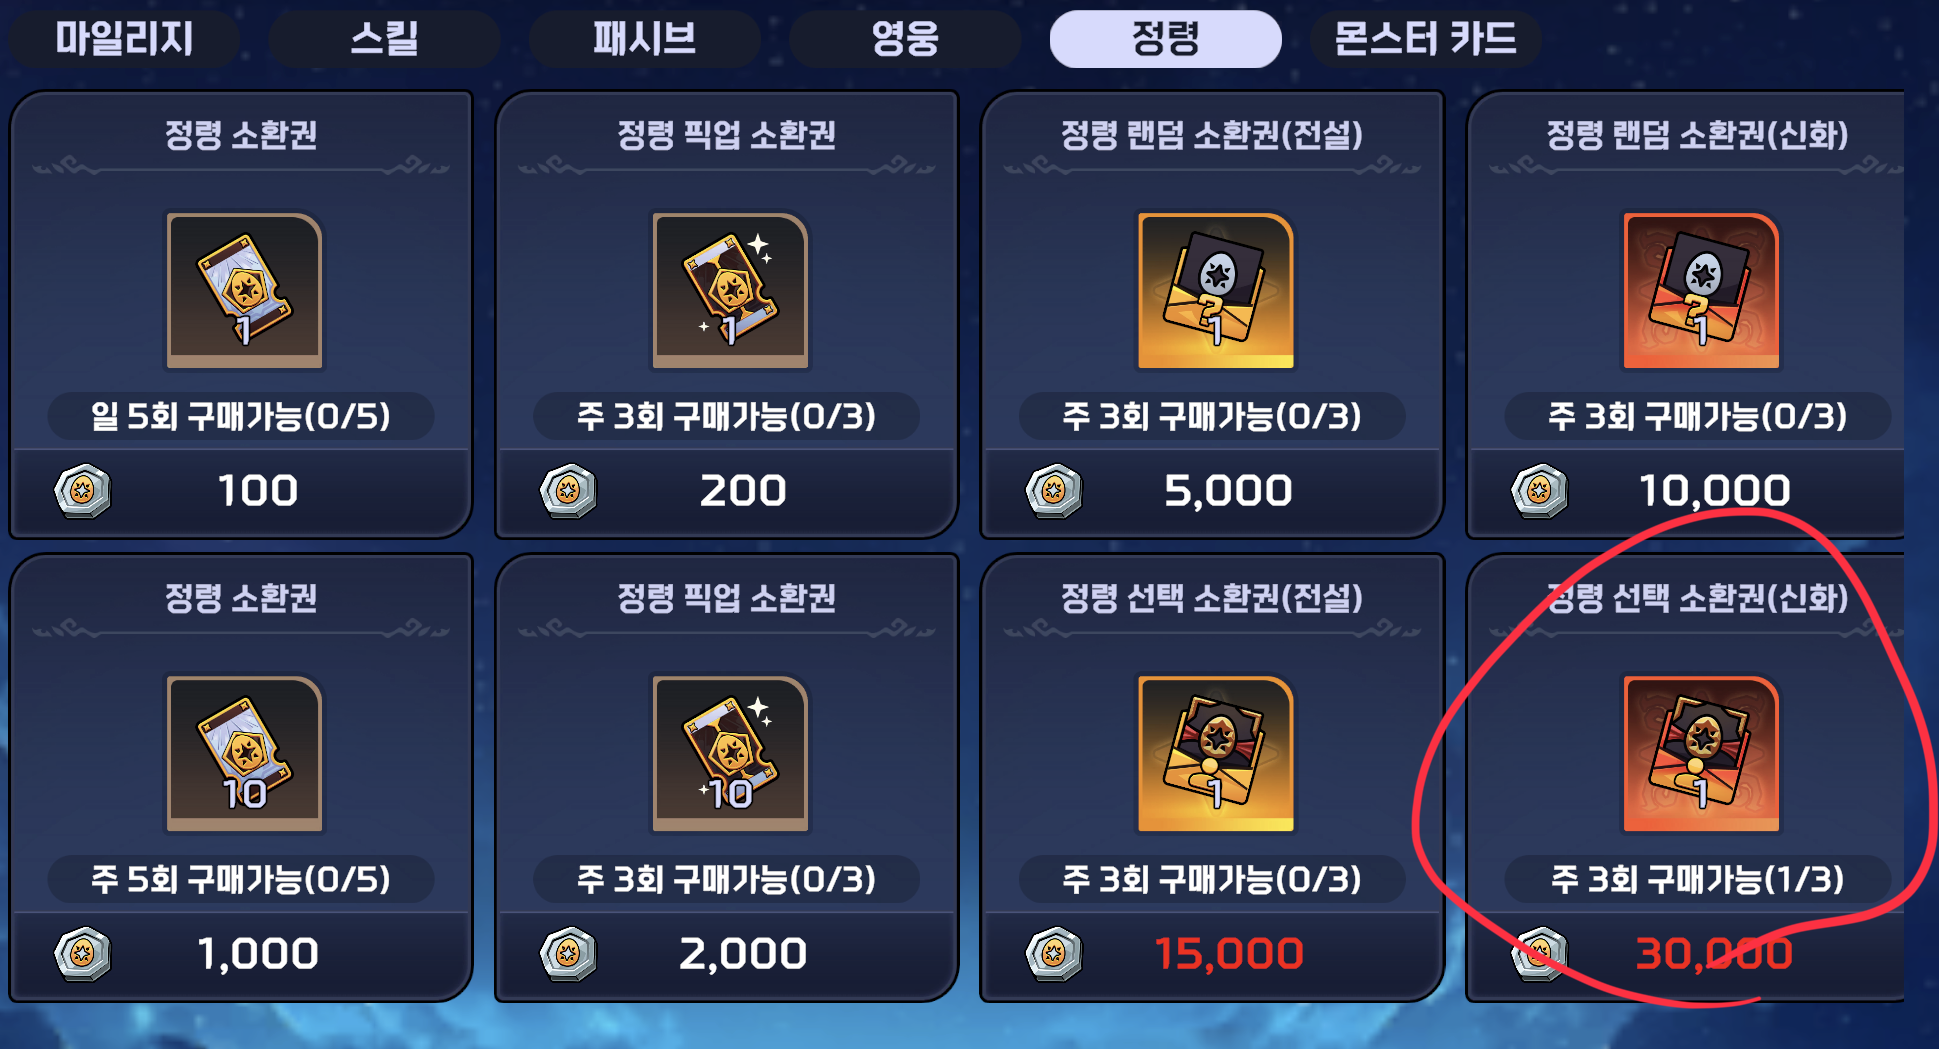 마일리지
스킬
패시브
영웅
정령
몬스터 카드
정령 소환권
1
일 5회 구매가능(0/5)
100
정령 픽업 소환권
1
주 3회 구매가능(0/3)
200
정령 랜덤 소환권(전설)
?
1
주 3회 구매가능(0/3)
5,000
정령 랜덤 소환권(신화)
?
1
주 3회 구매가능(0/3)
10,000
정령 소환권
10
주 5회 구매가능(0/5)
1,000
정령 픽업 소환권
10
주 3회 구매가능(0/3)
2,000
정령 선택 소환권(전설)
1
주 3회 구매가능(0/3)
15,000
정령 선택 소환권(신화)
1
주 3회 구매가능(1/3)
30,000